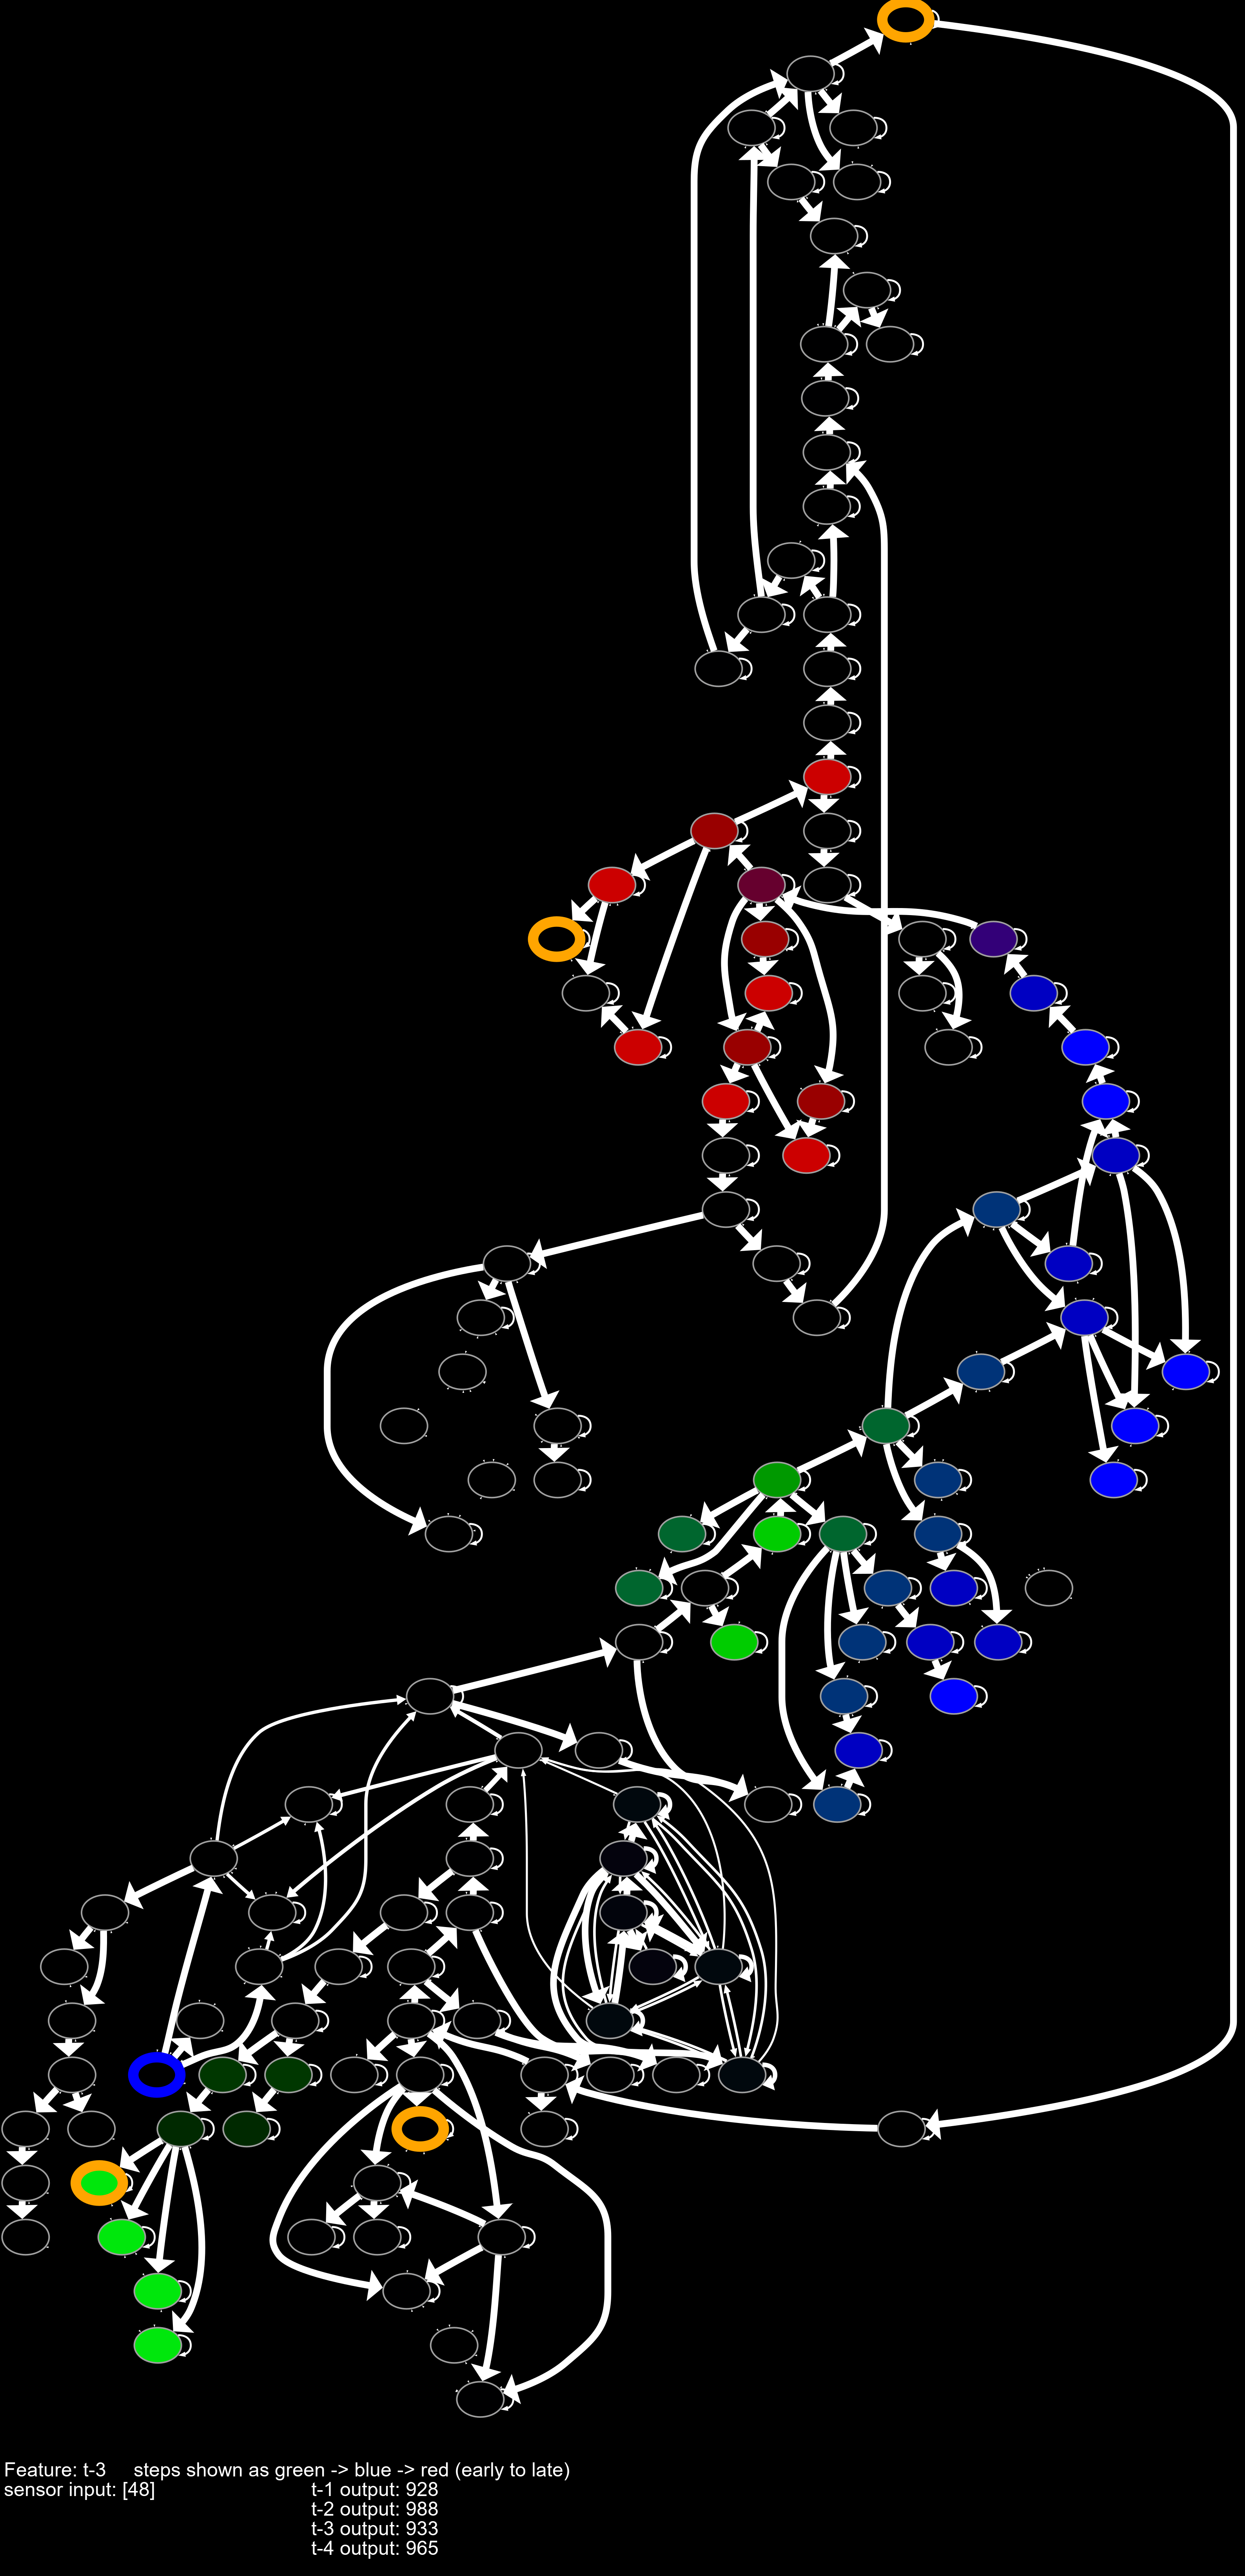 Feature: t-3 steps shown as green -> blue -> red (early to late)
sensor input: [48] t-1 output: 928
t-2 output: 988
t-3 output: 933
t-4 output: 965